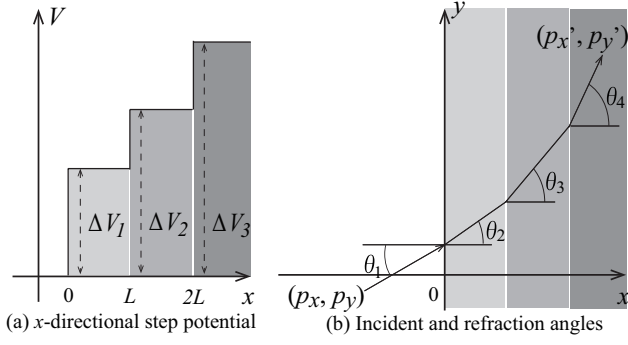 V
ΔV1
ΔV2
ΔV3
0
L
2L
x
(a) x-directional step potential
y
(px’, py’)
θ4
θ3
θ2
θ1
(px, py)
0
x
(b) Incident and refraction angles